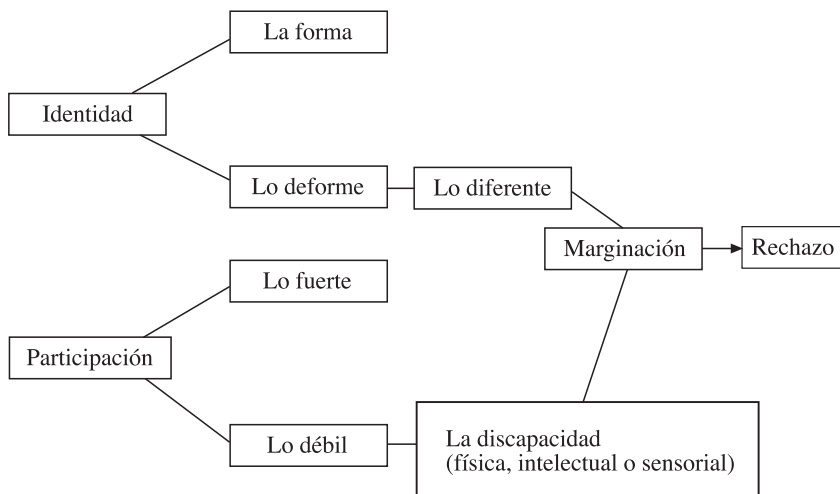 La forma
Identidad
Lo deforme
Lo diferente
Marginación
Rechazo
Lo fuerte
Participación
Lo débil
La discapacidad
(física, intelectual o sensorial)